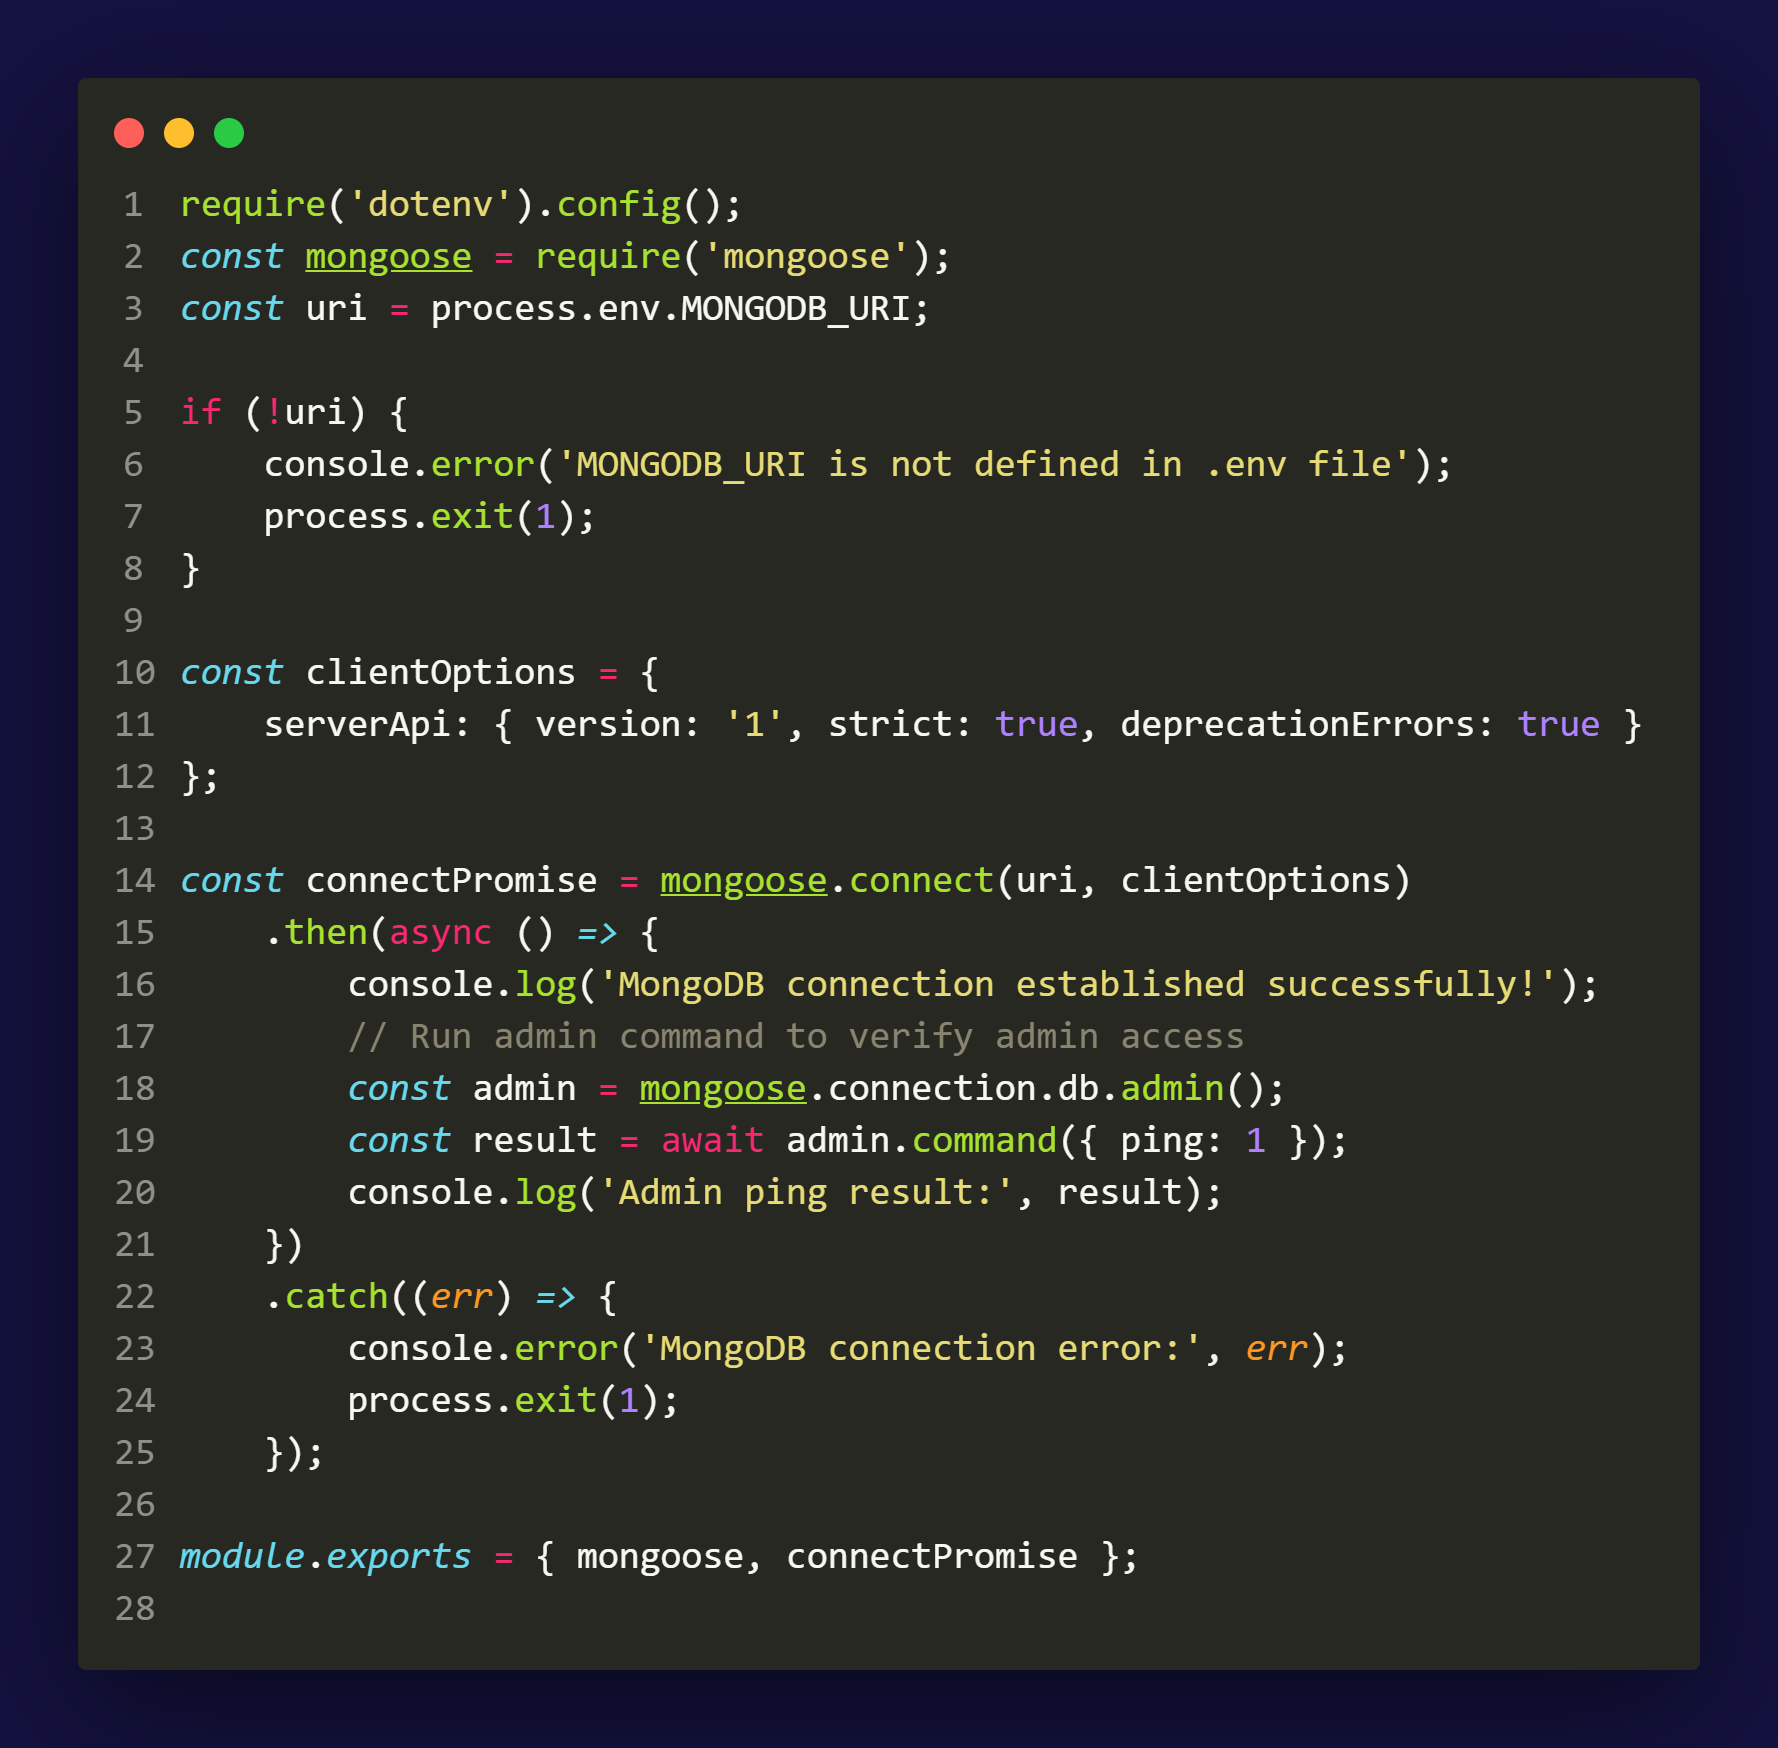 1 require('dotenv').config();
2 const mongoose = require('mongoose');
3 const uri = process.env.MONGODB_URI;
4
5 if (!uri) {
6     console.error('MONGODB_URI is not defined in .env file');
7     process.exit(1);
8 }
9
10 const clientOptions = {
11     serverApi: { version: '1', strict: true, deprecationErrors: true }
12 };
13
14 const connectPromise = mongoose.connect(uri, clientOptions)
15     .then(async () => {
16         console.log('MongoDB connection established successfully!');
17         // Run admin command to verify admin access
18         const admin = mongoose.connection.db.admin();
19         const result = await admin.command({ ping: 1 });
20         console.log('Admin ping result:', result);
21     })
22     .catch((err) => {
23         console.error('MongoDB connection error:', err);
24         process.exit(1);
25     });
26
27 module.exports = { mongoose, connectPromise };
28